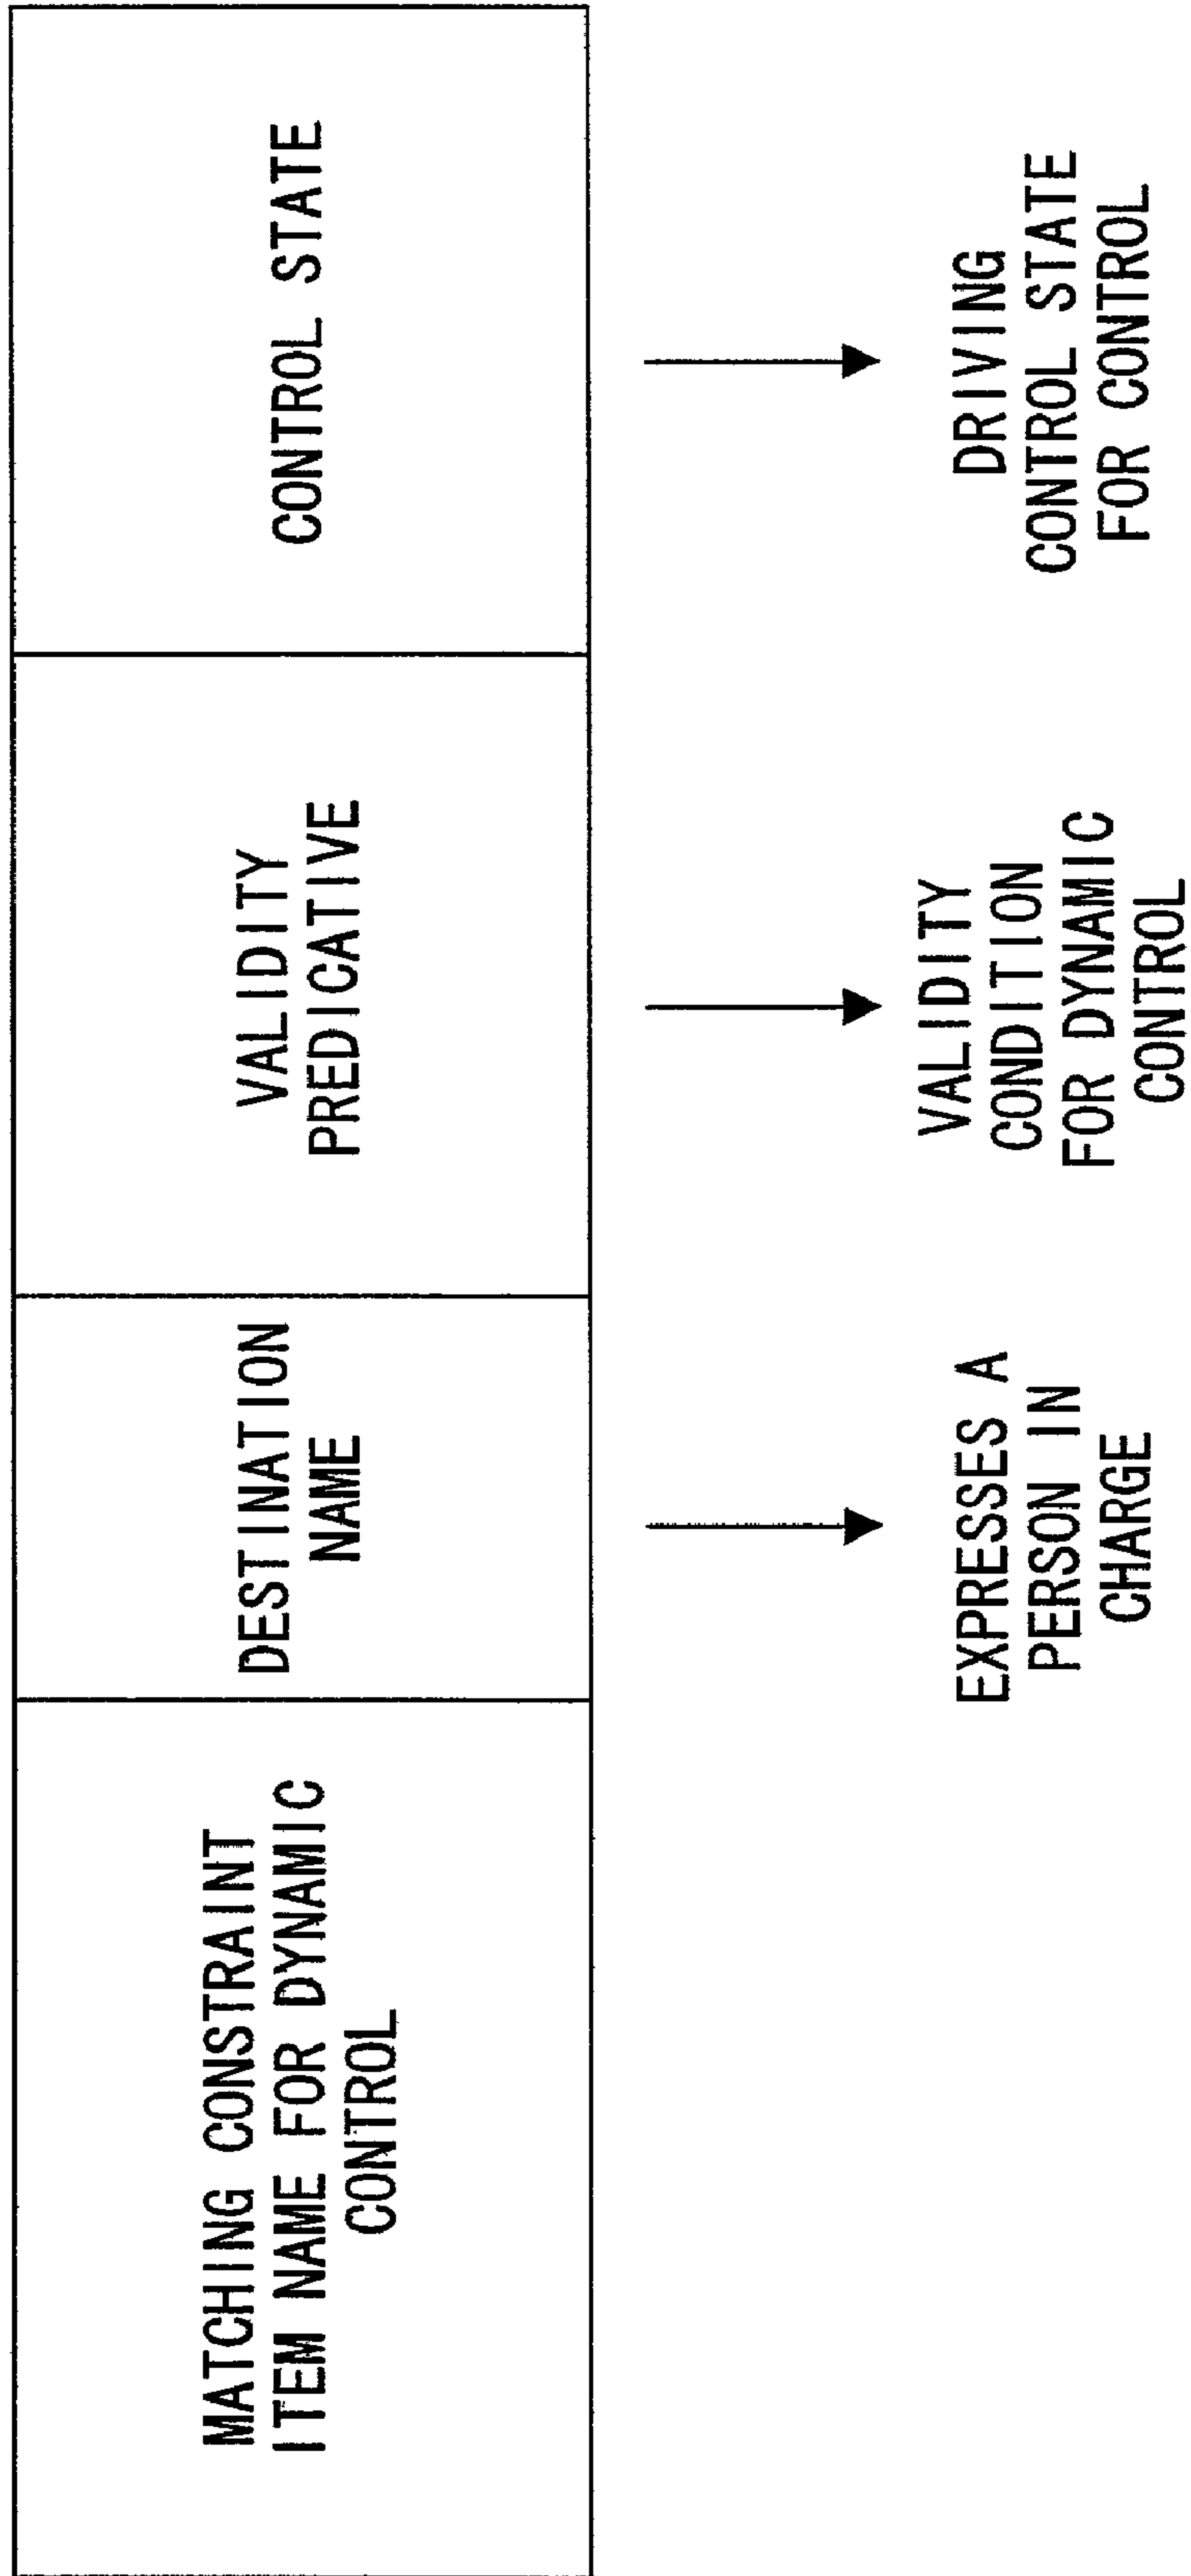 MATCHING CONSTRAINT
ITEM NAME FOR DYNAMIC
CONTROL
DESTINATION
NAME
VALIDITY
PREDICATIVE
CONTROL STATE
EXPRESSES A
PERSON IN
CHARGE
VALIDITY
CONDITION
FOR DYNAMIC
CONTROL
DRIVING
CONTROL STATE
FOR CONTROL